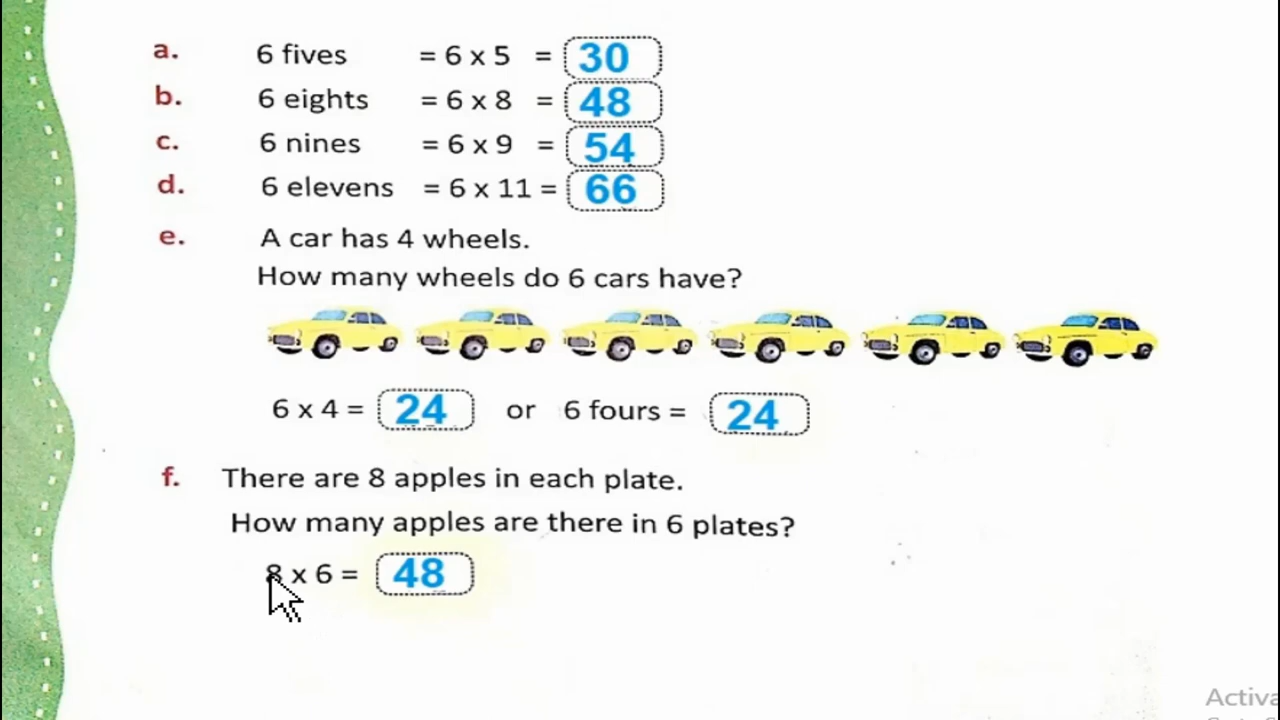 a. 6 fives = 6 x 5 = 30
b. 6 eights = 6 x 8 = 48
c. 6 nines = 6 x 9 = 54
d. 6 elevens = 6 x 11 = 66
e. A car has 4 wheels.
How many wheels do 6 cars have?
6 x 4 = 24 or 6 fours = 24
f. There are 8 apples in each plate.
How many apples are there in 6 plates?
8 x 6 = 48
Activa